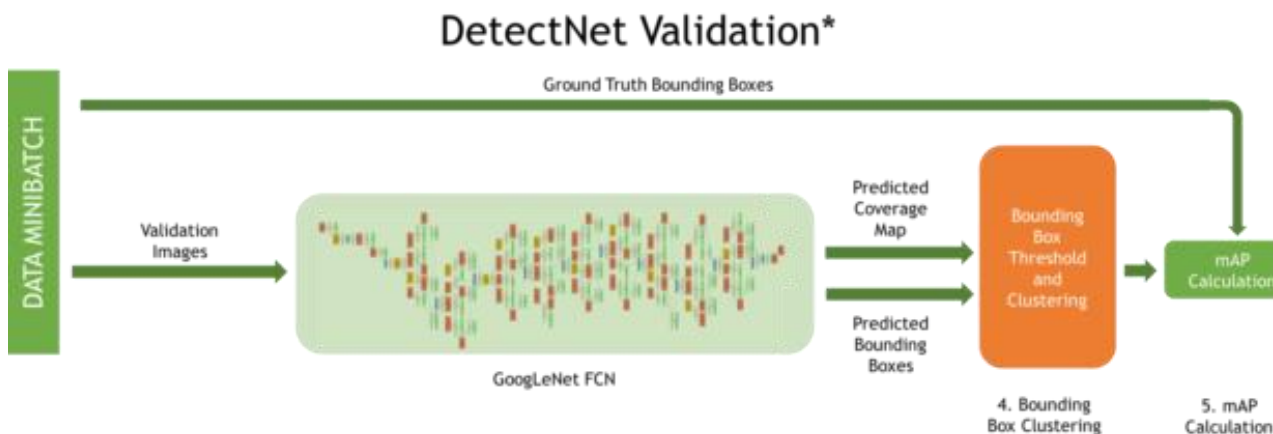 DetectNet Validation*
Ground Truth Bounding Boxes
DATA MINIBATCH
Validation
Images
GoogLeNet FCN
Predicted
Coverage
Map
Predicted
Bounding
Boxes
Bounding
Box
Threshold
and
Clustering
mAP
Calculation
4. Bounding
Box Clustering
5. mAP
Calculation